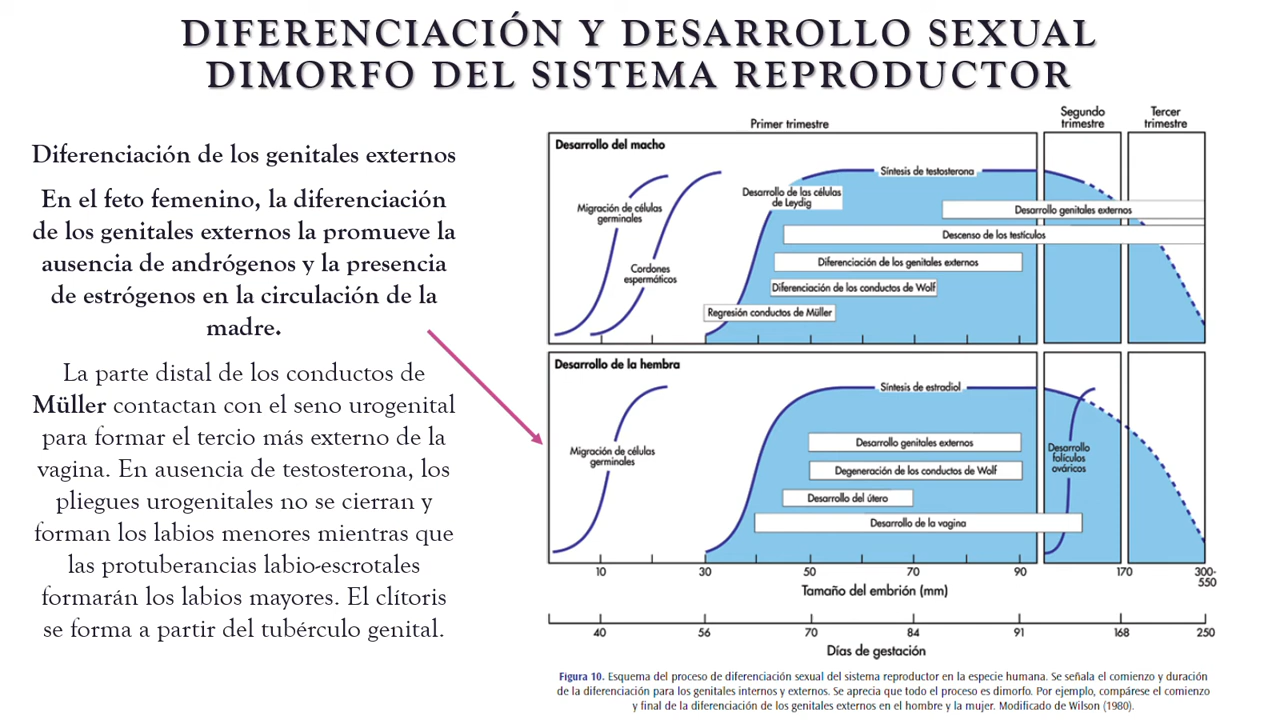 DIFERENCIACIÓN Y DESARROLLO SEXUAL
DIMORFO DEL SISTEMA REPRODUCTOR
Diferenciación de los genitales externos
En el feto femenino, la diferenciación
de los genitales externos la promueve la
ausencia de andrógenos y la presencia
de estrógenos en la circulación de la
madre.
La parte distal de los conductos de
Müller contactan con el seno urogenital
para formar el tercio más externo de la
vagina. En ausencia de testosterona, los
pliegues urogenitales no se cierran y
forman los labios menores mientras que
las protuberancias labio-escrotales
formarán los labios mayores. El clítoris
se forma a partir del tubérculo genital.
Primer trimestre
Segundo
trimestre
Tercer
trimestre
Desarrollo del macho
Síntesis de testosterona
Desarrollo de las células
de Leydig
Migración de células
germinales
Desarrollo genitales externos
Descenso de los testículos
Cordones
espermáticos
Diferenciación de los genitales externos
Diferenciación de los conductos de Wolf
Regresión conductos de Müller
Desarrollo de la hembra
Síntesis de estradiol
Migración de células
germinales
Desarrollo genitales externos
Desarrollo
folículos
ováricos
Degeneración de los conductos de Wolf
Desarrollo del útero
Desarrollo de la vagina
10 30 50 70 90 170 300-
550
Tamaño del embrión (mm)
40 56 70 84 91 168 250
Días de gestación
Figura 10. Esquema del proceso de diferenciación sexual del sistema reproductor en la especie humana. Se señala el comienzo y duración
de la diferenciación para los genitales internos y externos. Se aprecia que todo el proceso es dimorfo. Por ejemplo, compárese el comienzo
y final de la diferenciación de los genitales externos en el hombre y la mujer. Modificado de Wilson (1980).